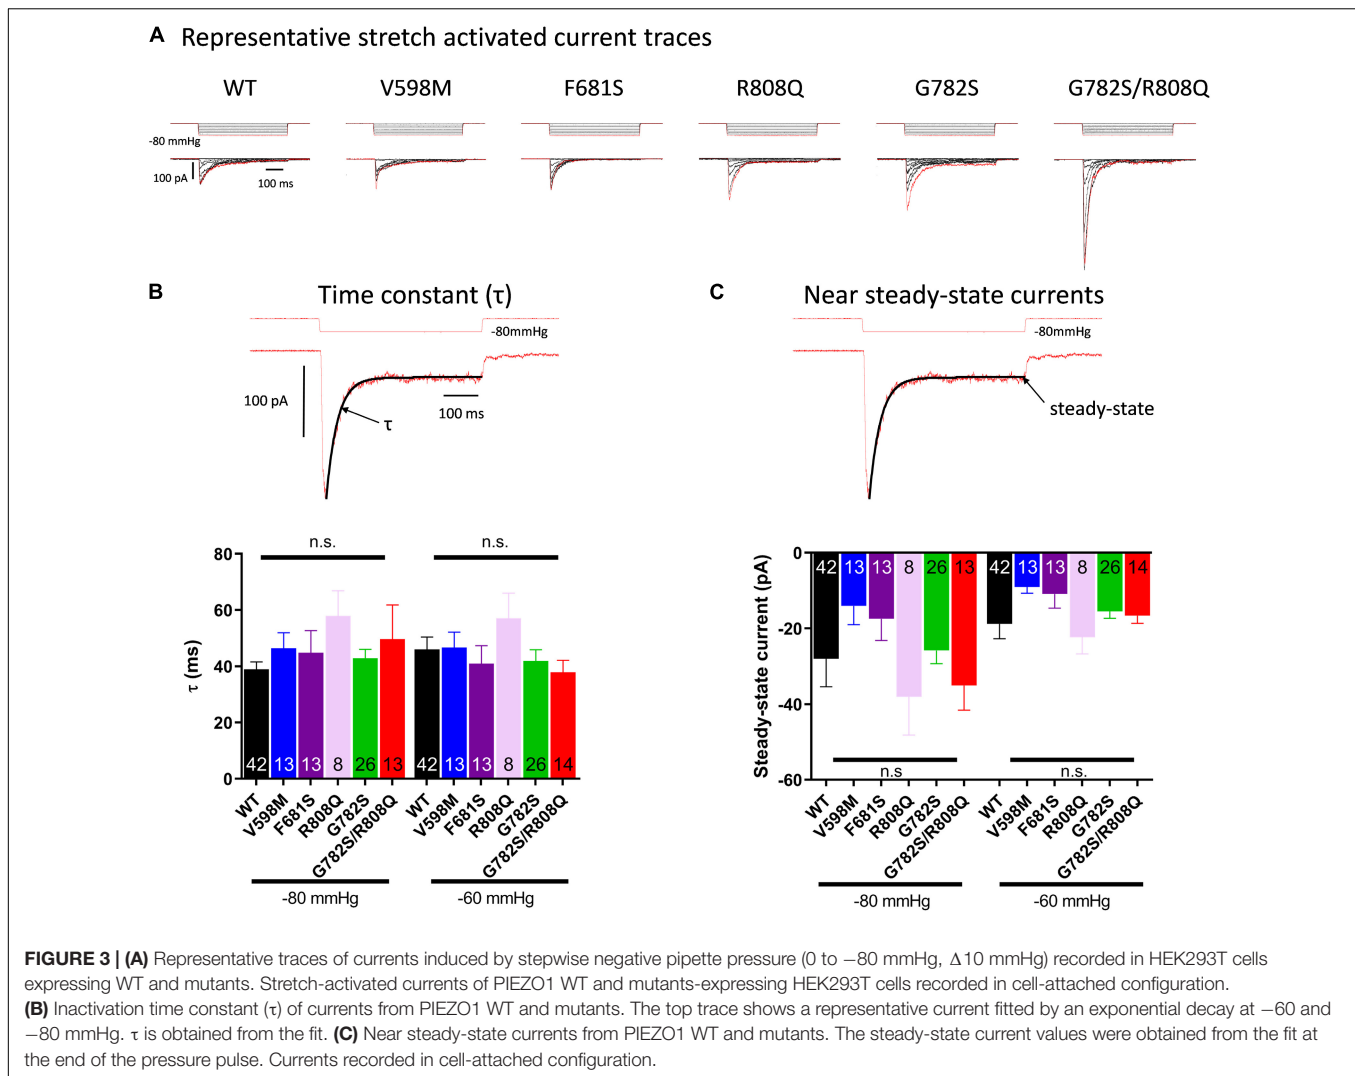 A Representative stretch activated current traces
WT V598M F681S R808Q G782S G782S/R808Q
-80 mmHg
100 pA
100 ms
B Time constant (τ)
100 pA
τ
100 ms
C Near steady-state currents
-80mmHg
-80mmHg
steady-state
n.s. n.s.
τ (ms)
80
60
40
20
0
42 13 13 8 26 13 42 13 13 8 26 14
WT V598M F681S R808Q G782S G782S/R808Q WT V598M F681S R808Q G782S G782S/R808Q
-80 mmHg -60 mmHg
Steady-state current (pA)
0
-20
-40
-60
42 13 13 8 26 13 42 13 13 8 26 14
n.s n.s.
WT V598M F681S R808Q G782S G782S/R808Q WT V598M F681S R808Q G782S G782S/R808Q
-80 mmHg -60 mmHg
FIGURE 3 | (A) Representative traces of currents induced by stepwise negative pipette pressure (0 to −80 mmHg, Δ10 mmHg) recorded in HEK293T cells
expressing WT and mutants. Stretch-activated currents of PIEZO1 WT and mutants-expressing HEK293T cells recorded in cell-attached configuration.
(B) Inactivation time constant (τ) of currents from PIEZO1 WT and mutants. The top trace shows a representative current fitted by an exponential decay at −60 and
−80 mmHg. τ is obtained from the fit. (C) Near steady-state currents from PIEZO1 WT and mutants. The steady-state current values were obtained from the fit at
the end of the pressure pulse. Currents recorded in cell-attached configuration.